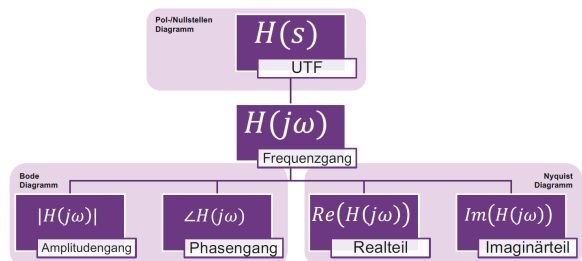 Pol-/Nullstellen
Diagramm
H(s)
UTF
H(jω)
Frequenzgang
Bode
Diagramm
Nyquist
Diagramm
|H(jω)|
Amplitudengang
∠H(jω)
Phasengang
Re(H(jω))
Realteil
Im(H(jω))
Imaginärteil